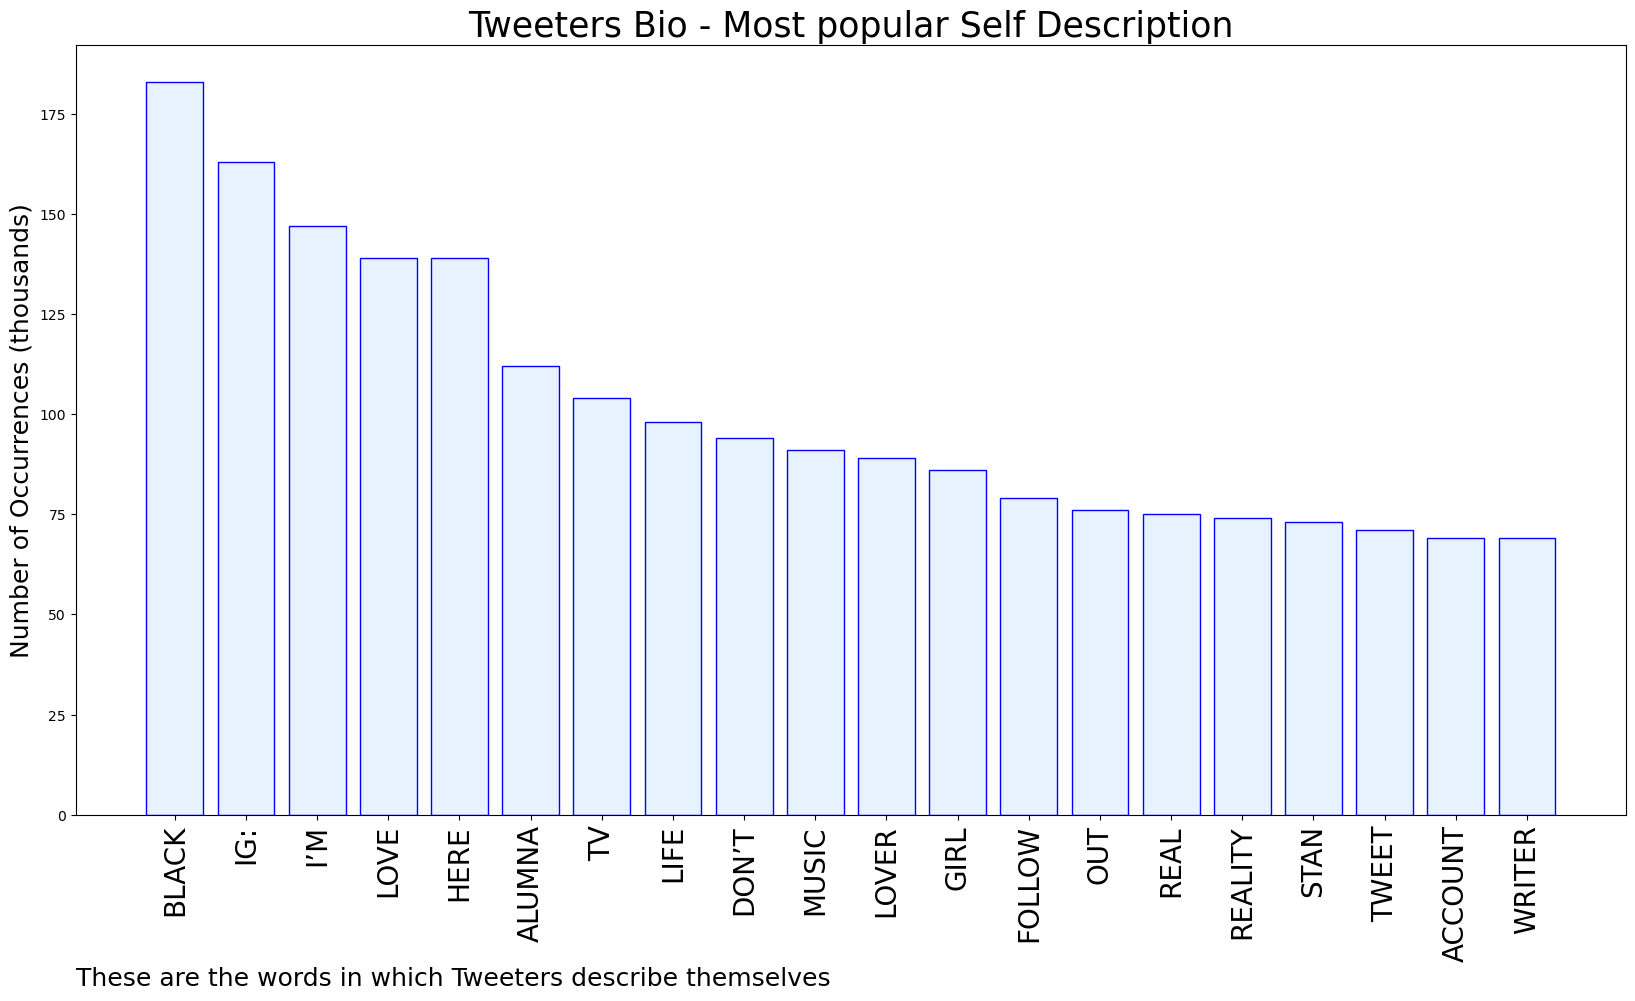 Tweeters Bio - Most popular Self Description
Number of Occurrences (thousands)
175
150
125
100
75
50
25
0
BLACK
IG:
I’M
LOVE
HERE
ALUMNA
TV
LIFE
DON’T
MUSIC
LOVER
GIRL
FOLLOW
OUT
REAL
REALITY
STAN
TWEET
ACCOUNT
WRITER
These are the words in which Tweeters describe themselves